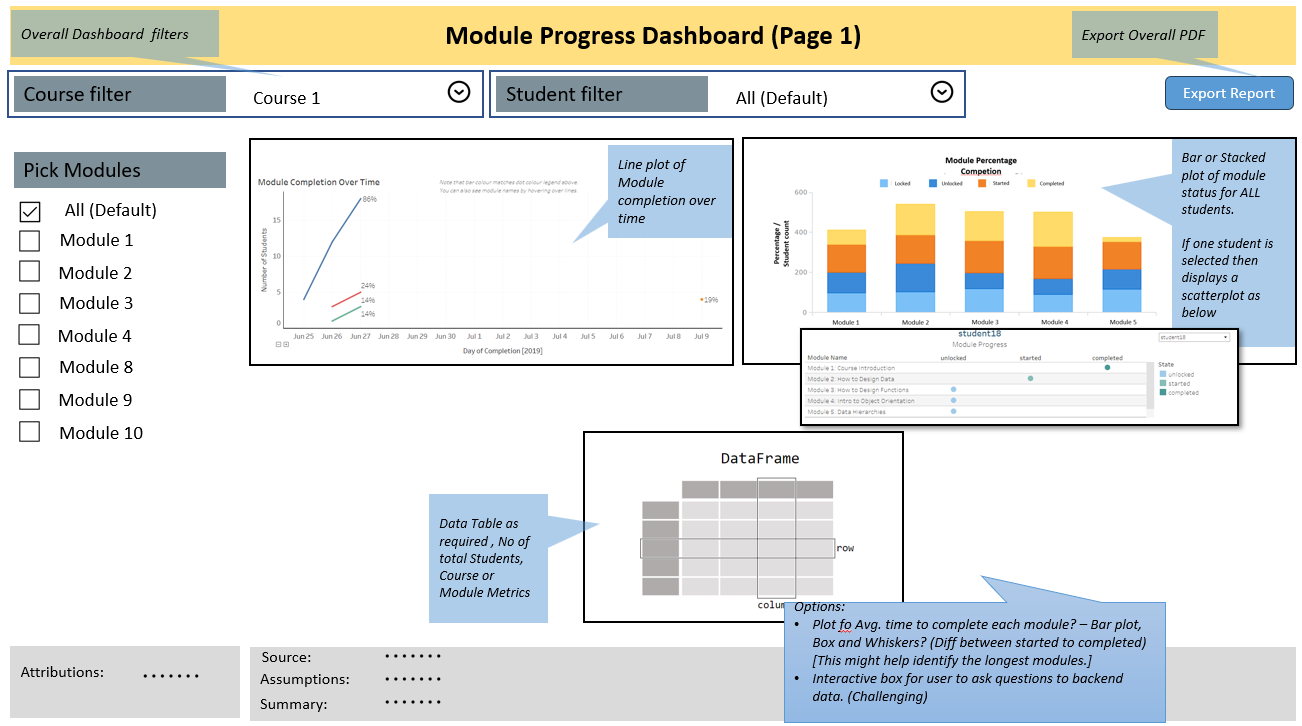 Overall Dashboard filters
Module Progress Dashboard (Page 1)
Export Overall PDF
Course filter
Course 1
Student filter
All (Default)
Export Report
Pick Modules
All (Default)
Module 1
Module 2
Module 3
Module 4
Module 8
Module 9
Module 10
Module Completion Over Time
Note that bar colour matches dot colour legend above.
You can also see module names by hovering over lines.
Line plot of
Module
completion over
time
Number of Students
15
10
5
0
86%
24%
14%
14%
19%
Jun 25
Jun 26
Jun 27
Jun 28
Jun 29
Jun 30
Jul 1
Jul 2
Jul 3
Jul 4
Jul 5
Jul 6
Jul 7
Jul 8
Jul 9
Day of Completion [2019]
Module Percentage
Competion
Locked
Unlocked
Started
Completed
Percentage /
Student count
600
400
200
0
Module 1
Module 2
Module 3
Module 4
Module 5
Bar or Stacked
plot of module
status for ALL
students.
If one student is
selected then
displays a
scatterplot as
below
student18
Module Progress
student18
Module Name
unlocked
started
completed
Module 1: Course Introduction
Module 2: How to Design Data
Module 3: How to Design Functions
Module 4: Intro to Object Orientation
Module 5: Data Hierarchies
State
unlocked
started
completed
DataFrame
row
colum
Data Table as
required , No of
total Students,
Course or
Module Metrics
Options:
• Plot fo Avg. time to complete each module? – Bar plot,
Box and Whiskers? (Diff between started to completed)
[This might help identify the longest modules.]
• Interactive box for user to ask questions to backend
data. (Challenging)
Attributions: .......
Source: .......
Assumptions: .......
Summary: .......